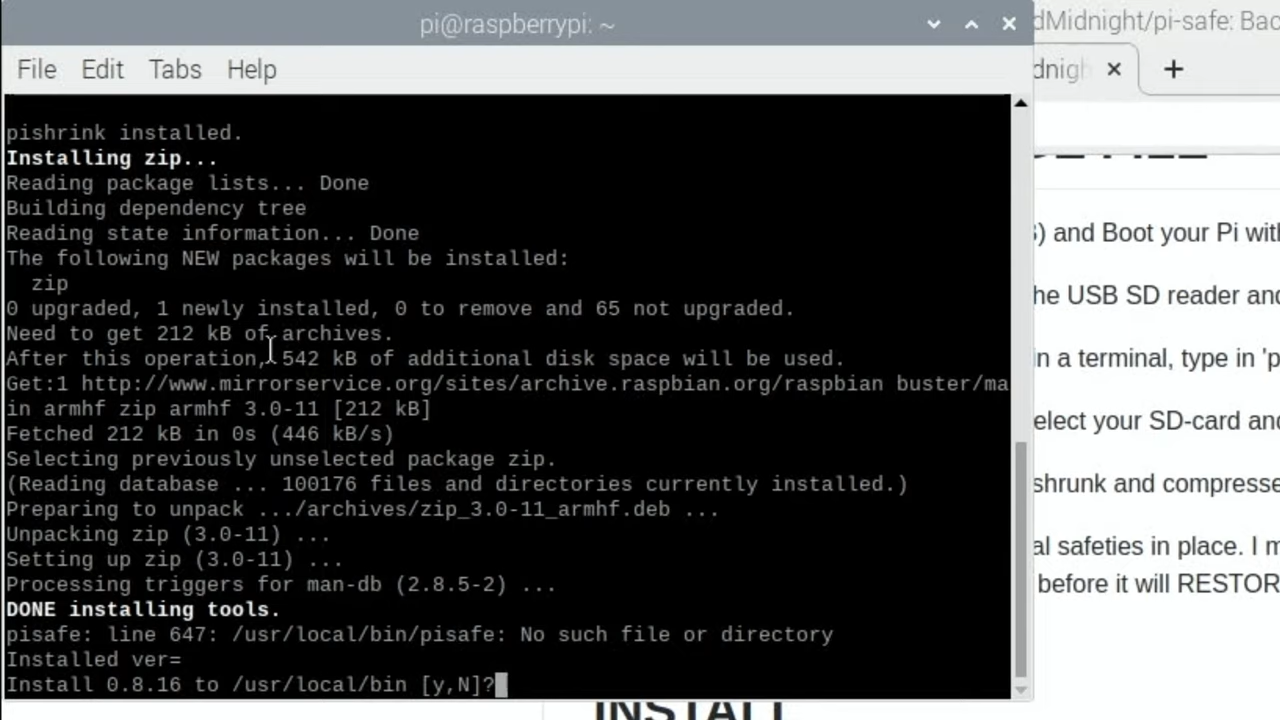 pi@raspberrypi: ~
dMidnight/pi-safe: Bac
File Edit Tabs Help
dnigh
pishrink installed.
Installing zip...
Reading package lists... Done
Building dependency tree
Reading state information... Done
The following NEW packages will be installed:
zip
0 upgraded, 1 newly installed, 0 to remove and 65 not upgraded.
Need to get 212 kB of archives.
After this operation, 542 kB of additional disk space will be used.
Get:1 http://www.mirrorservice.org/sites/archive.raspbian.org/raspbian buster/ma
in armhf zip armhf 3.0-11 [212 kB]
Fetched 212 kB in 0s (446 kB/s)
Selecting previously unselected package zip.
(Reading database ... 100176 files and directories currently installed.)
Preparing to unpack .../archives/zip_3.0-11_armhf.deb ...
Unpacking zip (3.0-11) ...
Setting up zip (3.0-11) ...
Processing triggers for man-db (2.8.5-2) ...
DONE installing tools.
pisafe: line 647: /usr/local/bin/pisafe: No such file or directory
Installed ver=
Install 0.8.16 to /usr/local/bin [y,N]?
) and Boot your Pi with
he USB SD reader and
in a terminal, type in 'p
elect your SD-card and
shrunk and compresse
al safeties in place. I m
before it will RESTOR
INSTALL